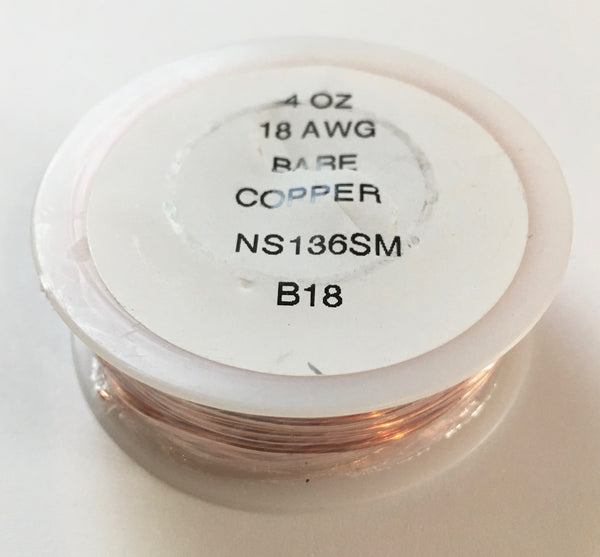 4 OZ
18 AWG
BARE
COPPER
NS136SM
B18